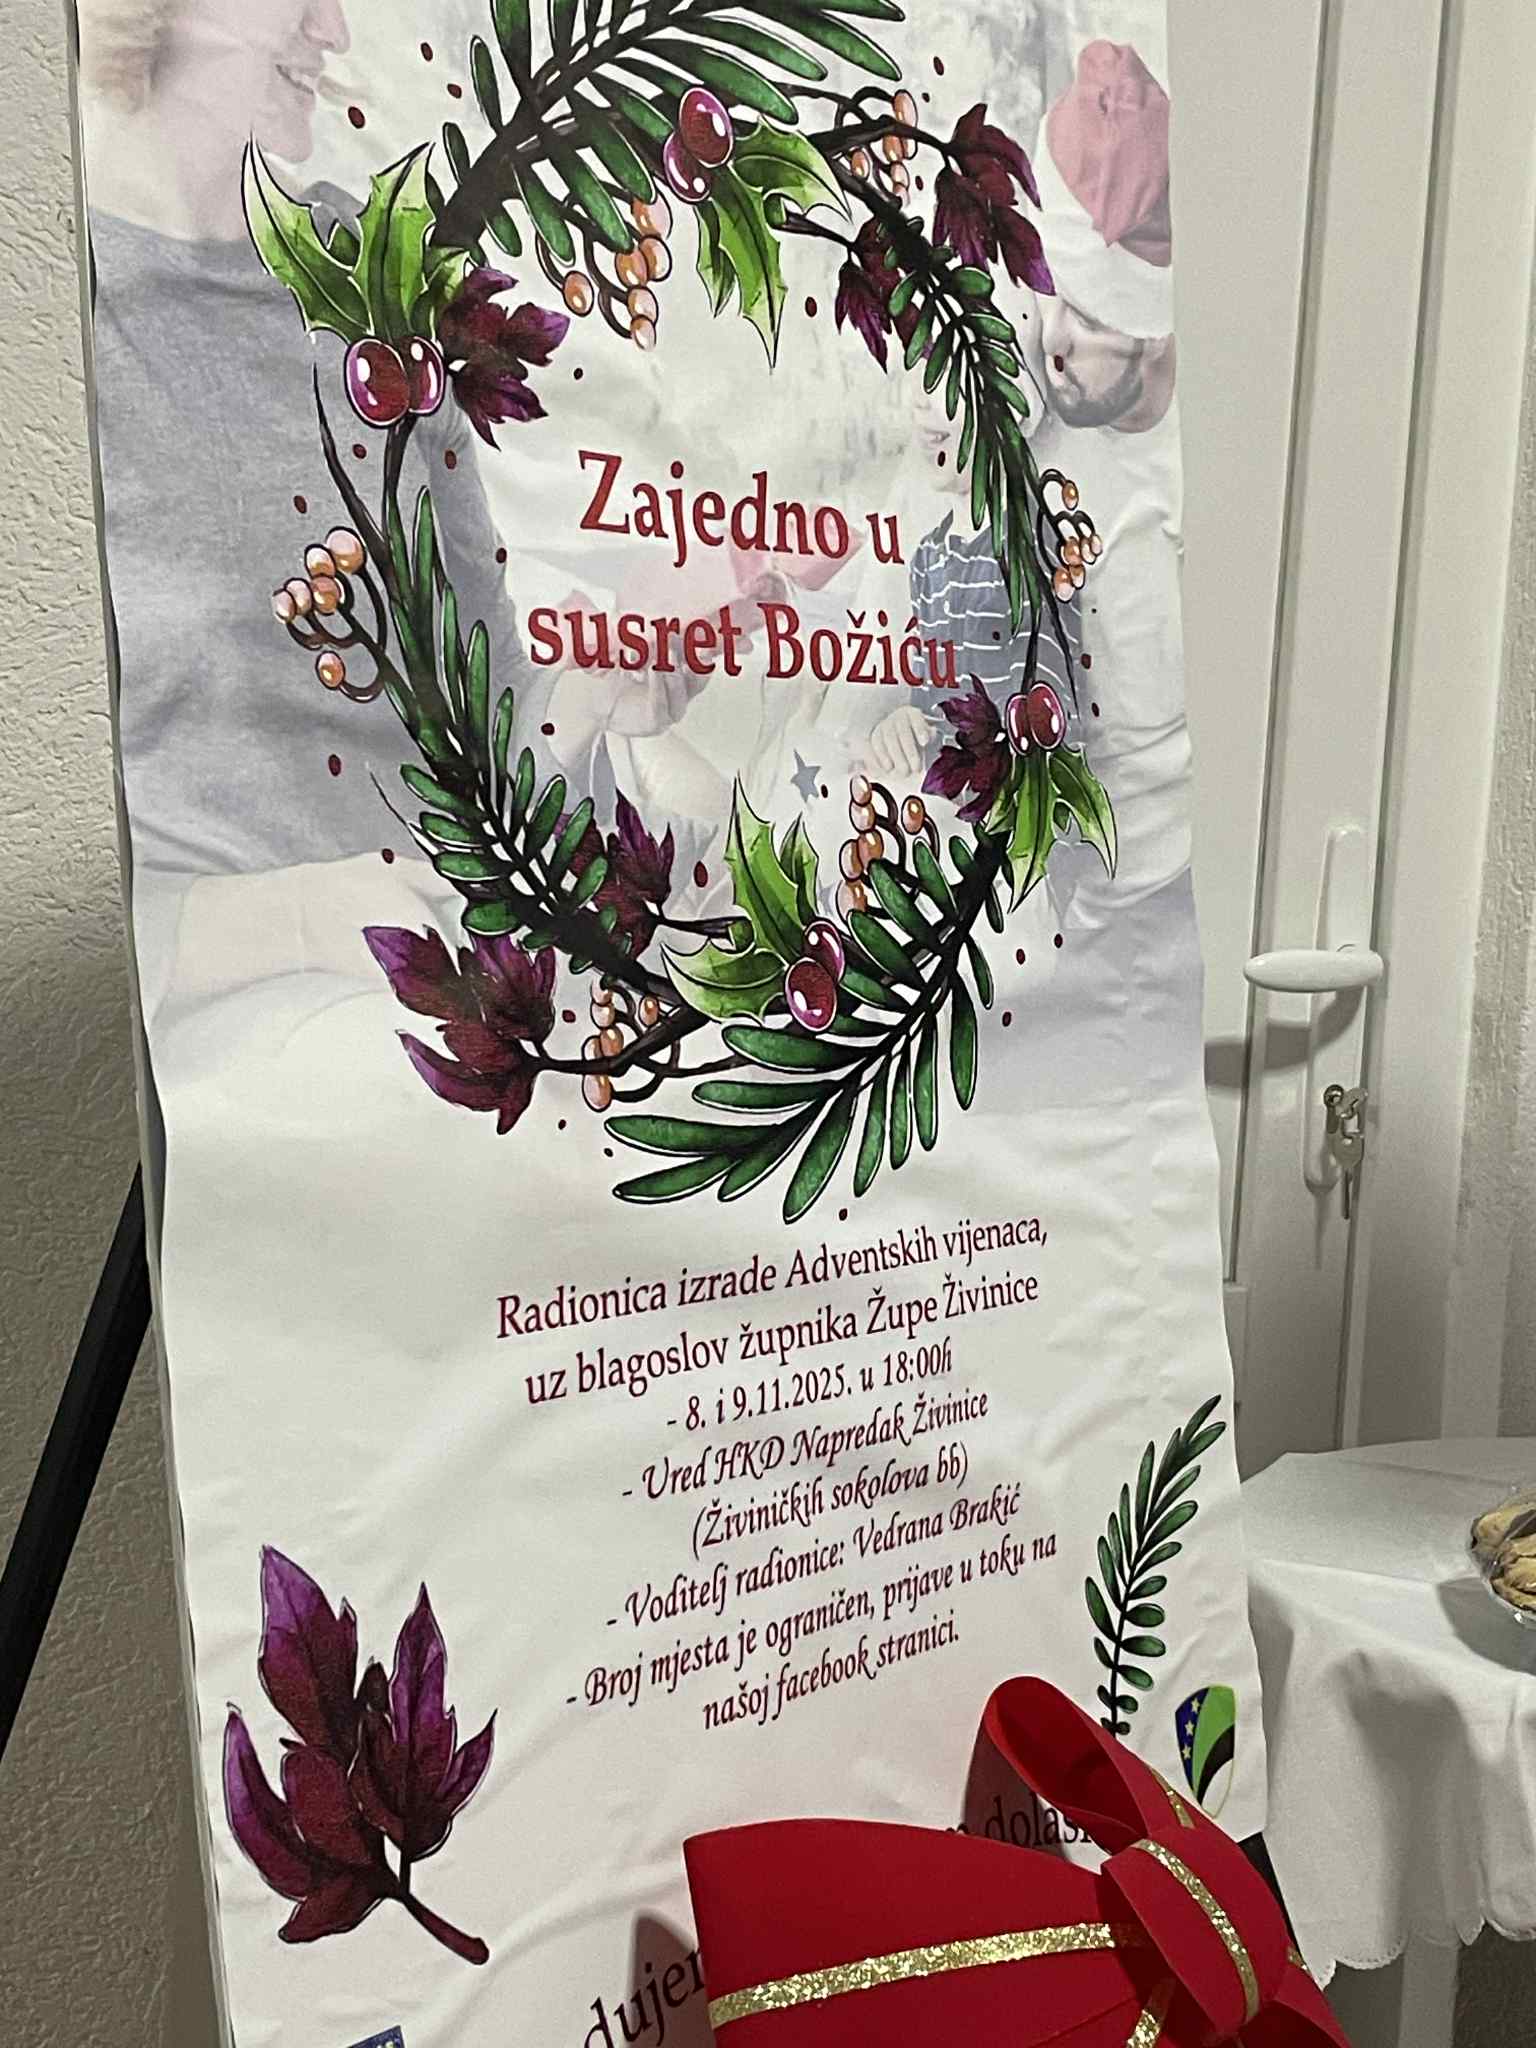 Zajedno u
susret Božiću
Radionica izrade Adventskih vijenaca,
uz blagoslov župnika Župe Živinice
- 8. i 9.11.2025. u 18:00h
- Ured HKD Napredak Živinice
(Živiničkih sokolova bb)
- Voditelj radionice: Vedrana Brakić
- Broj mjesta je ograničen, prijave u toku na
našoj facebook stranici.